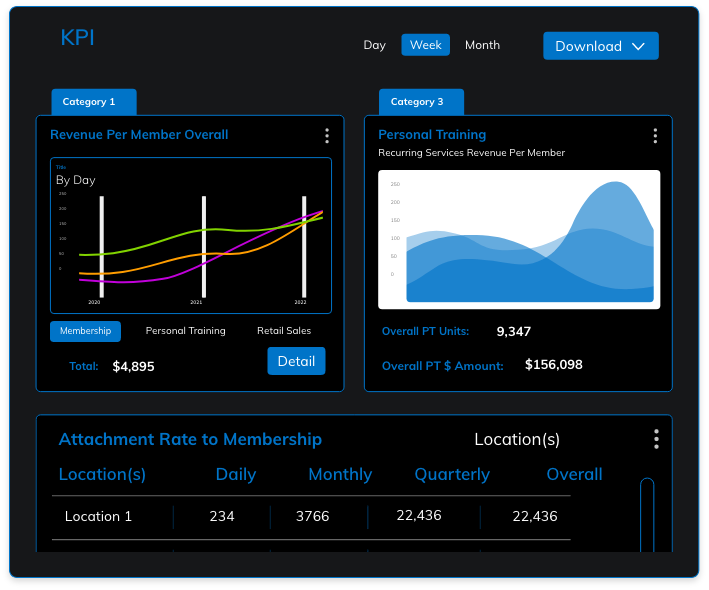 KPI
Day Week Month Download
Category 1
Revenue Per Member Overall
Title
By Day
250
200
150
100
50
0
2020 2021 2022
Membership Personal Training Retail Sales
Total: $4,895 Detail
Category 3
Personal Training
Recurring Services Revenue Per Member
250
200
150
100
50
0
Overall PT Units: 9,347
Overall PT $ Amount: $156,098
Attachment Rate to Membership Location(s)
Location(s) Daily Monthly Quarterly Overall
Location 1 234 3766 22,436 22,436